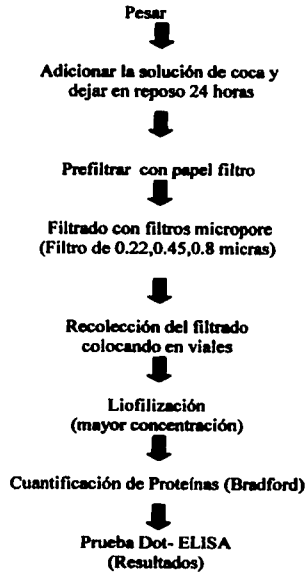 Pesar
Adicionar la solución de coca y
dejar en reposo 24 horas
Prefiltrar con papel filtro
Filtrado con filtros micropore
(Filtro de 0.22,0.45,0.8 micras)
Recolección del filtrado
colocando en viales
Liofilización
(mayor concentración)
Cuantificación de Proteínas (Bradford)
Prueba Dot- ELISA
(Resultados)